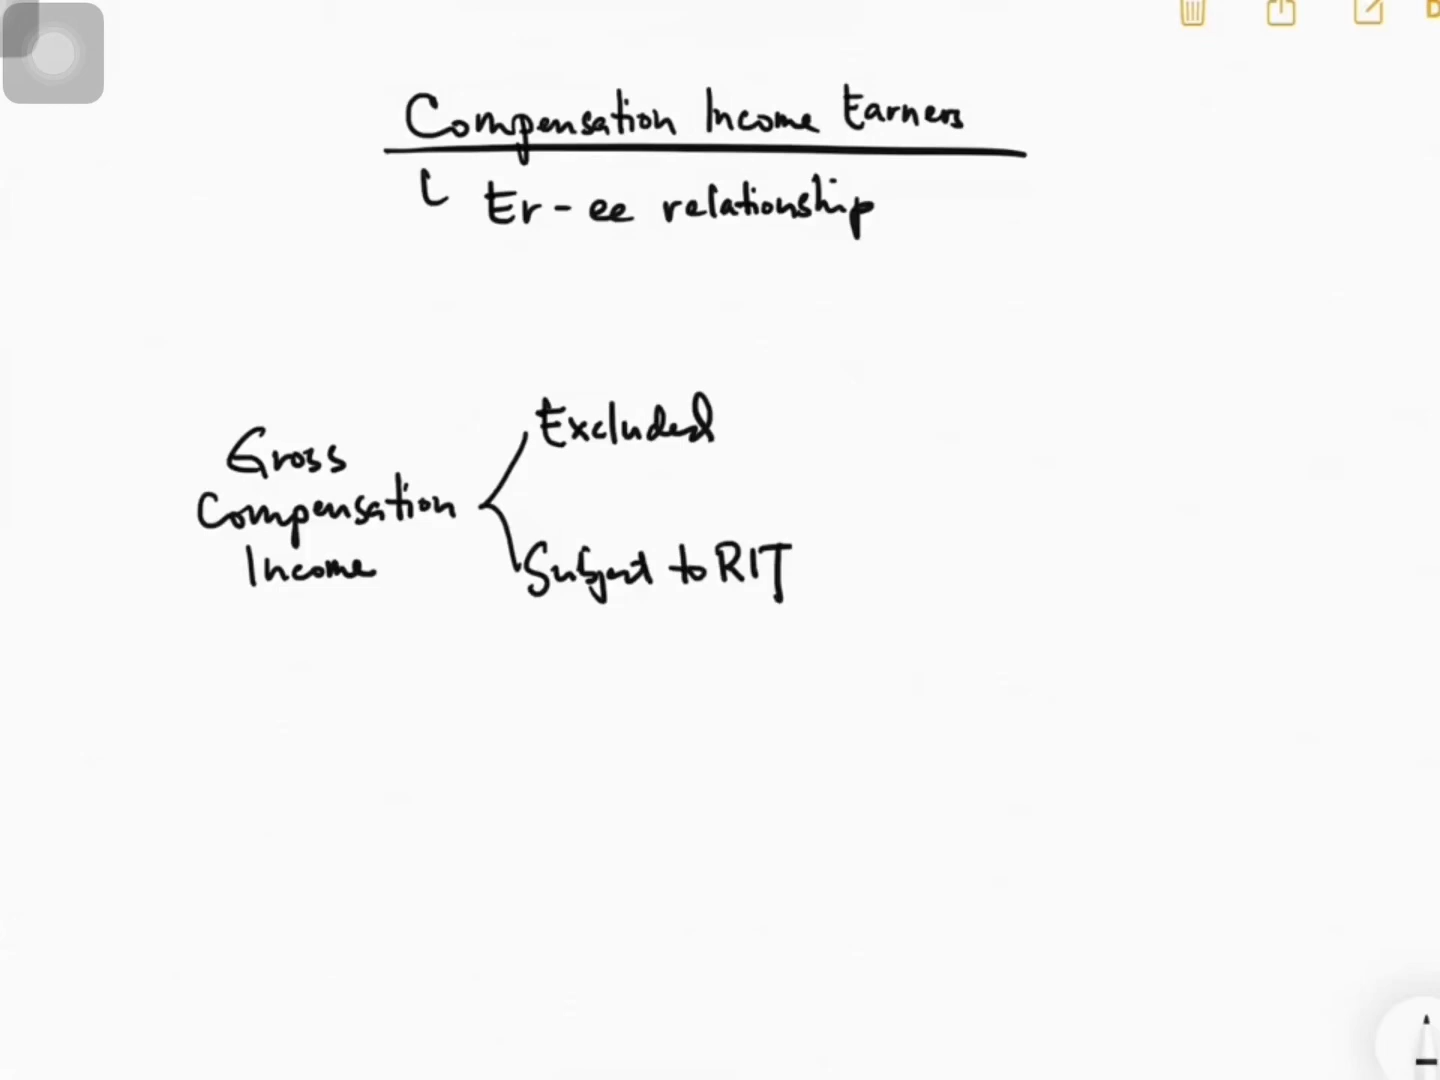 Compensation Income Earners
Er-ee relationship
Excluded
Gross
Compensation
Income
Subject to RIT